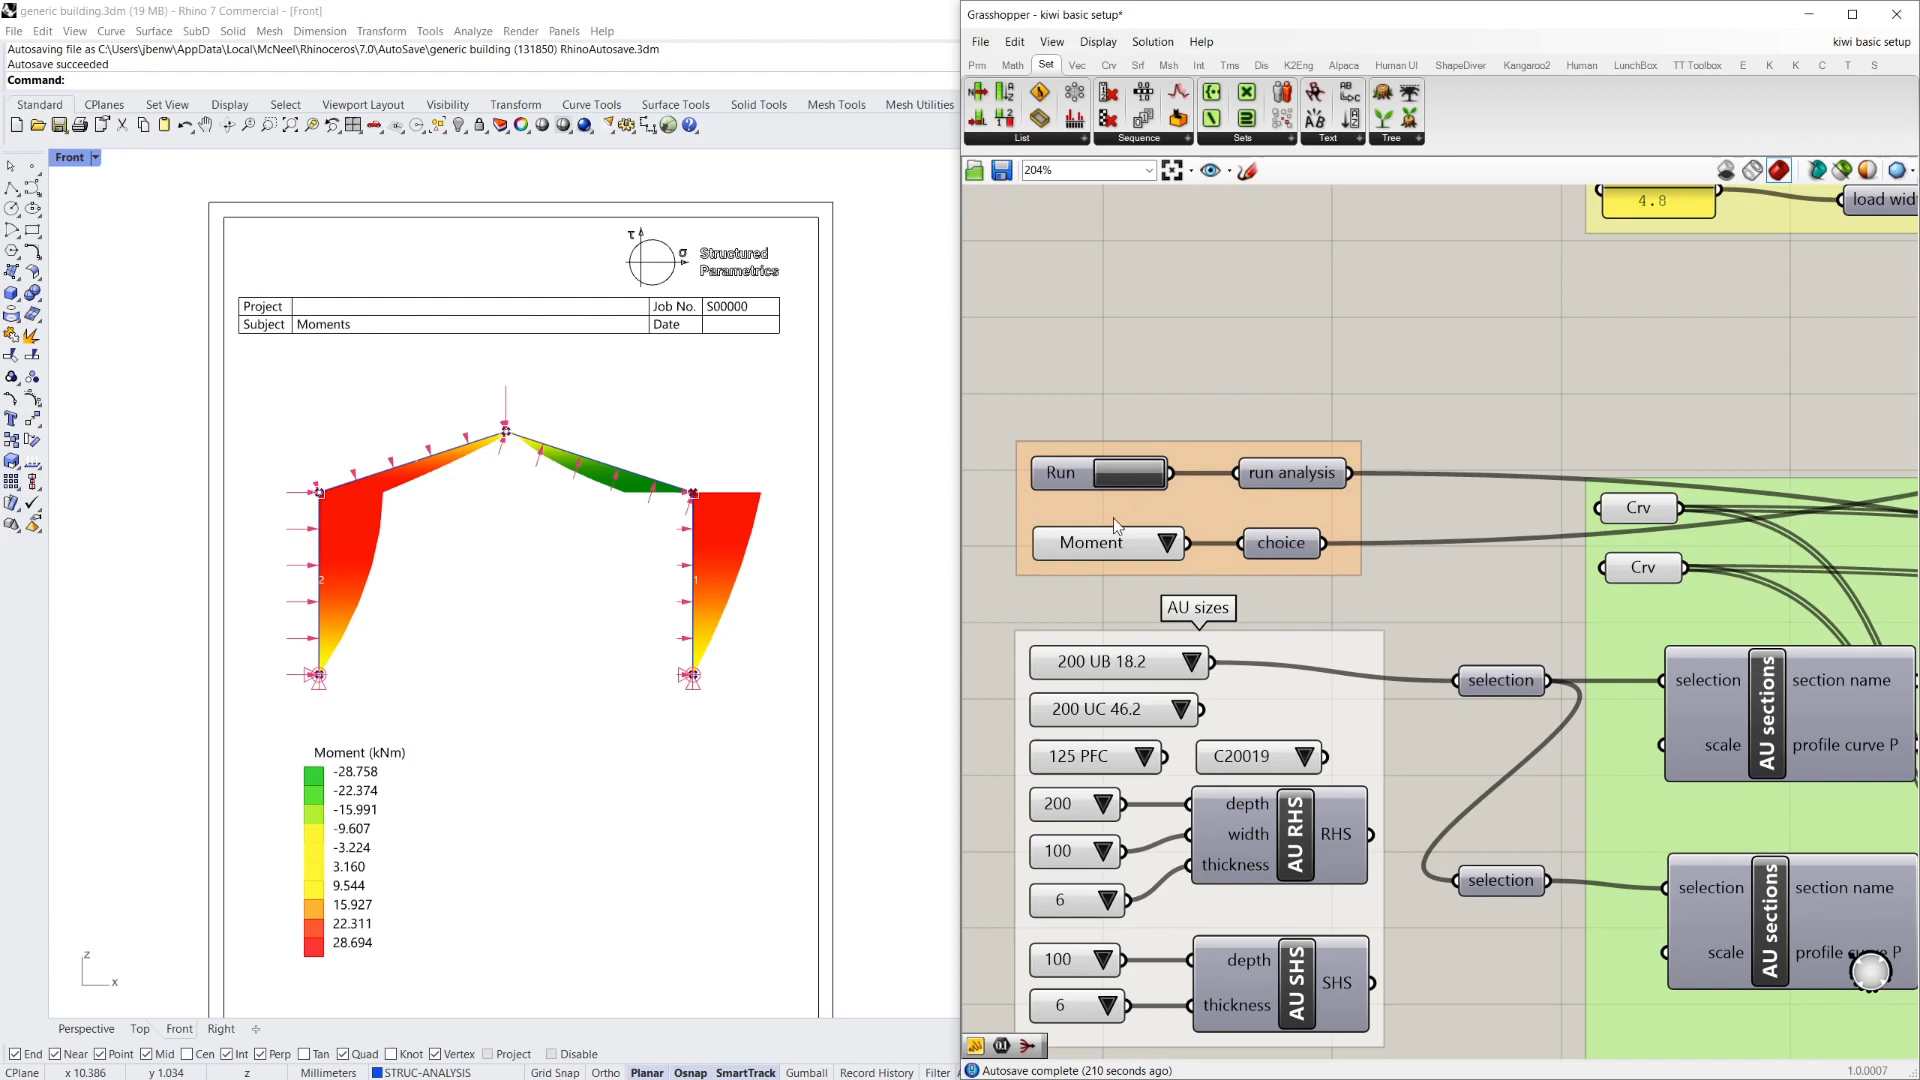 generic building.3dm (19 MB) - Rhino 7 Commercial - [Front]
File Edit View Curve Surface SubD Solid Mesh Dimension Transform Tools Analyze Render Panels Help
Autosaving file as C:\Users\jbenw\AppData\Local\McNeel\Rhinoceros\7.0\AutoSave\generic building (131850) RhinoAutosave.3dm
Autosave succeeded
Command:
Standard CPlanes Set View Display Select Viewport Layout Visibility Transform Curve Tools Surface Tools Solid Tools Mesh Tools Mesh Utilities
Front
τ
σ
Structured
Parametrics
Project Job No. S00000
Subject Moments Date
2
1
Moment (kNm)
-28.758
-22.374
-15.991
-9.607
-3.224
3.160
9.544
15.927
22.311
28.694
z
x
Perspective Top Front Right
End Near Point Mid Cen Int Perp Tan Quad Knot Vertex Project Disable
CPlane x 10.386 y 1.034 z Millimeters STRUC-ANALYSIS Grid Snap Ortho Planar Osnap SmartTrack Gumball Record History Filter
Grasshopper - kiwi basic setup*
File Edit View Display Solution Help kiwi basic setup
Prm Math Set Vec Crv Srf Msh Int Trns Dis K2Eng Alpaca Human UI ShapeDiver Kangaroo2 Human LunchBox TT Toolbox E K K C T S
List Sequence Sets Text Tree
204%
4.8 load wid
Run run analysis
Moment choice
Crv
Crv
AU sizes
200 UB 18.2
200 UC 46.2
125 PFC C20019
200
100
6
depth
width
thickness
AU RHS
RHS
100
6
depth
thickness
AU SHS
SHS
selection
selection
selection
scale
AU sections
section name
profile curve P
selection
scale
AU sections
section name
profile curve P
Autosave complete (210 seconds ago) 1.0.0007